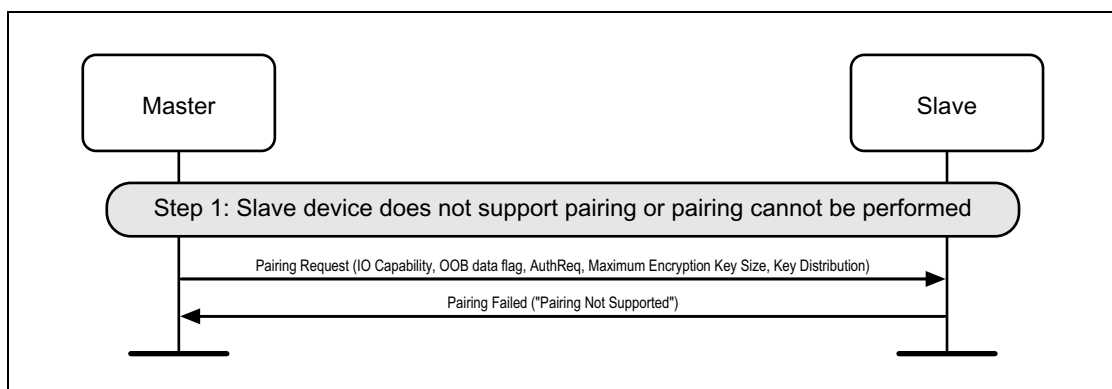 Master
Slave
Step 1: Slave device does not support pairing or pairing cannot be performed
Pairing Request (IO Capability, OOB data flag, AuthReq, Maximum Encryption Key Size, Key Distribution)
Pairing Failed ("Pairing Not Supported")